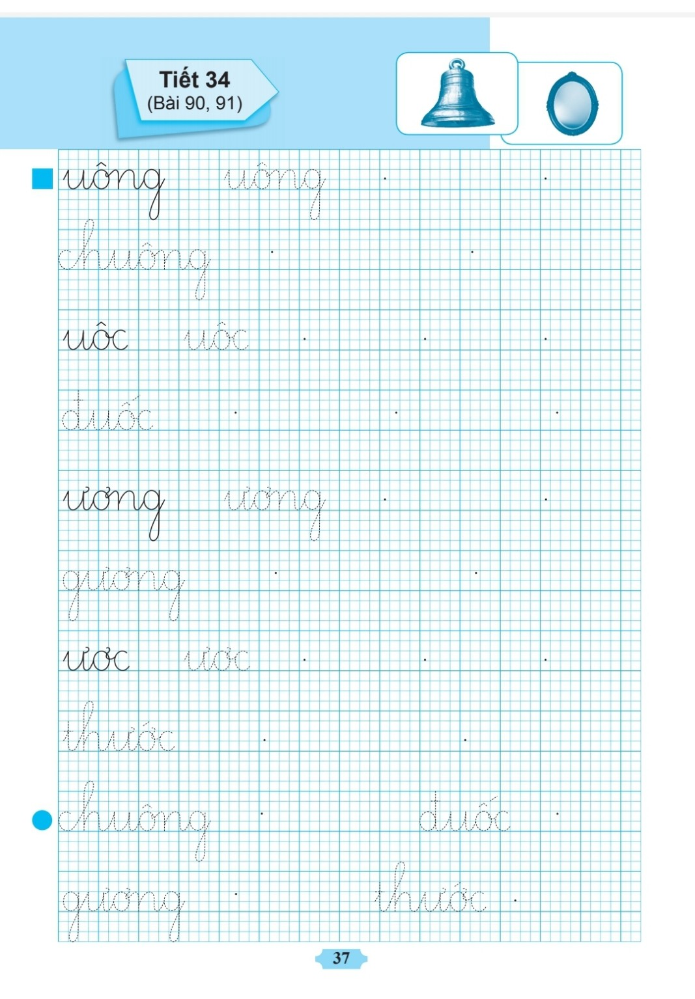 Tiết 34
(Bài 90, 91)
uông uông
chuông
uôc uôc
đuốc
ương ương
gương
ươc ươc
thước
chuông đuốc
gương thước
37